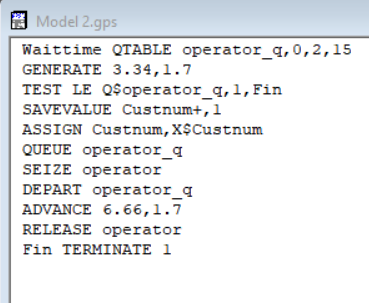 Model 2.gps
Waittime QTABLE operator_q,0,2,15
GENERATE 3.34,1.7
TEST LE Q$operator_q,1,Fin
SAVEVALUE Custnum+,1
ASSIGN Custnum,X$Custnum
QUEUE operator_q
SEIZE operator
DEPART operator_q
ADVANCE 6.66,1.7
RELEASE operator
Fin TERMINATE 1